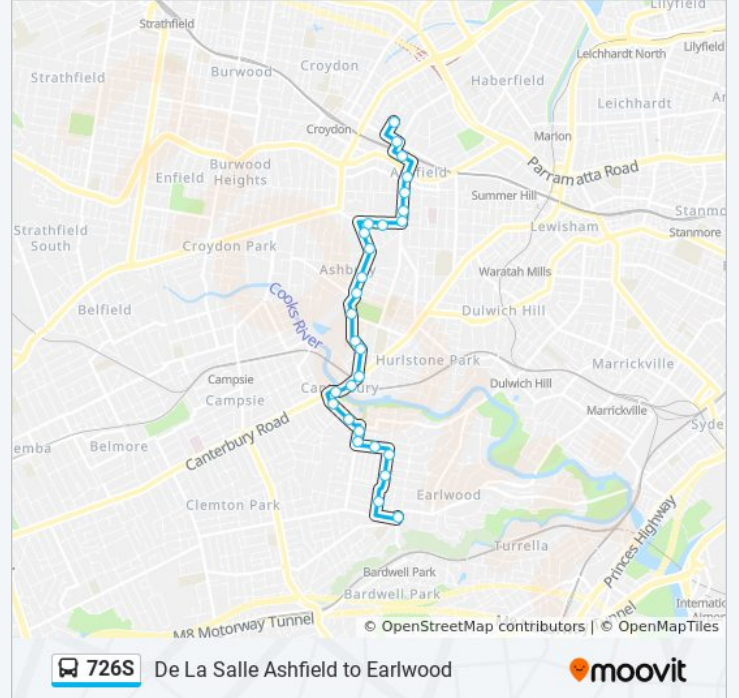 Lilyfield
Strathfield
Leichhardt North
Lilyfield
Croydon
Burwood
Strathfield
Haberfield
Leichhardt
Croydon
Marion
Burwood
Heights
Enfield
Parramatta Road
Summer Hill
Stanmo
Lewisham
Stanmore
Strathfield
South
Croydon Park
Ashbury
Waratah Mills
Cooks River
Belfield
Dulwich Hill
Hurlstone Park
Marrickville
Campsie
Canterbury
Dulwich Hill
Campsie
Marrickville
Syde
Canterbury Road
emba
Belmore
Earlwood
Clemton Park
Princes Highway
Turrella
Bardwell Park
Bardwell Park
Internatic
M8 Motorway Tunnel
© OpenStreetMap contributors | © OpenMapTiles
726S
De La Salle Ashfield to Earlwood
moovit